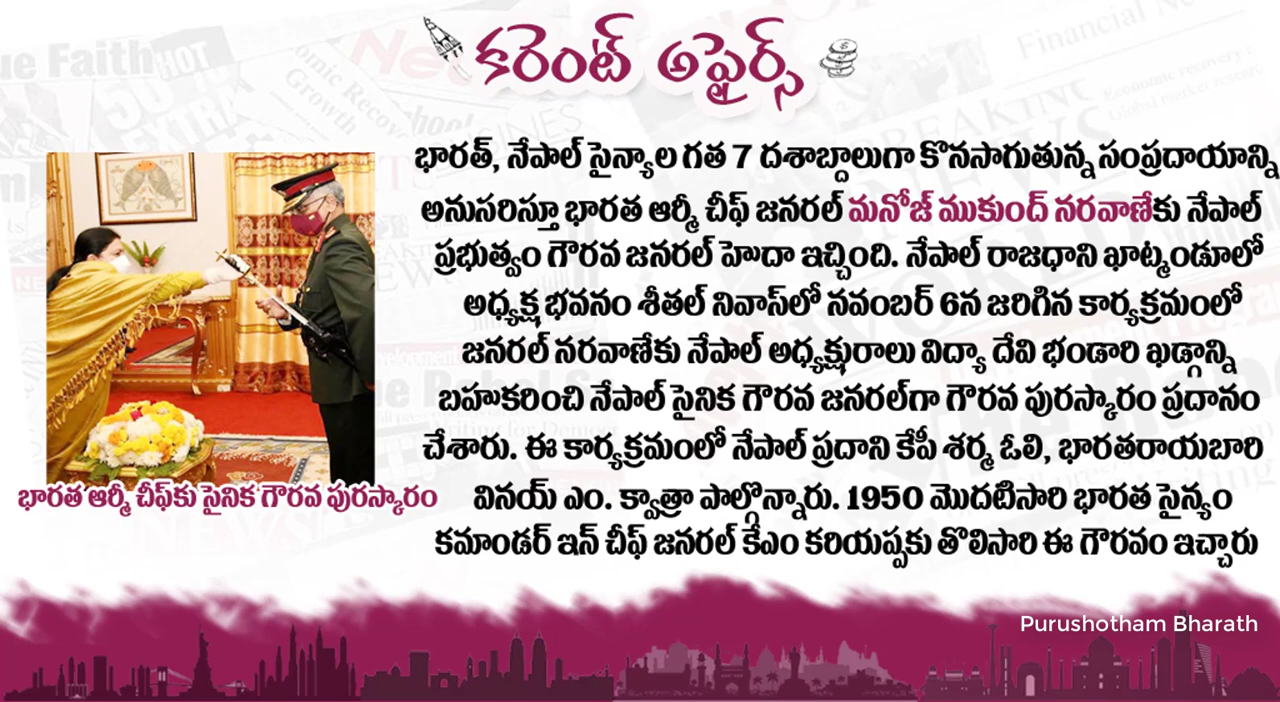 కరెంట్ అఫైర్స్
భారత్, నేపాల్ సైన్యాల గత 7 దశాబ్దాలుగా కొనసాగుతున్న సంప్రదాయాన్ని
అనుసరిస్తూ భారత ఆర్మీ చీఫ్ జనరల్ మనోజ్ ముకుంద్ నరవాణేకు నేపాల్
ప్రభుత్వం గౌరవ జనరల్ హెదా ఇచ్చింది. నేపాల్ రాజధాని ఖాట్మండూలో
అధ్యక్ష భవనం శీతల్ నివాస్‌లో నవంబర్ 6న జరిగిన కార్యక్రమంలో
జనరల్ నరవాణేకు నేపాల్ అధ్యక్షురాలు విద్యా దేవి భండారి ఖడ్గాన్ని
బహుకరించి నేపాల్ సైనిక గౌరవ జనరల్‌గా గౌరవ పురస్కారం ప్రదానం
చేశారు. ఈ కార్యక్రమంలో నేపాల్ ప్రదాని కేపీ శర్మ ఓలి, భారతరాయబారి
వినయ్ ఎం. క్వాత్రా పాల్గొన్నారు. 1950 మొదటిసారి భారత సైన్యం
కమాండర్ ఇన్ చీఫ్ జనరల్ కేఎం కరియప్పకు తొలిసారి ఈ గౌరవం ఇచ్చారు
భారత ఆర్మీ చీఫ్‌కు సైనిక గౌరవ పురస్కారం
Purushotham Bharath